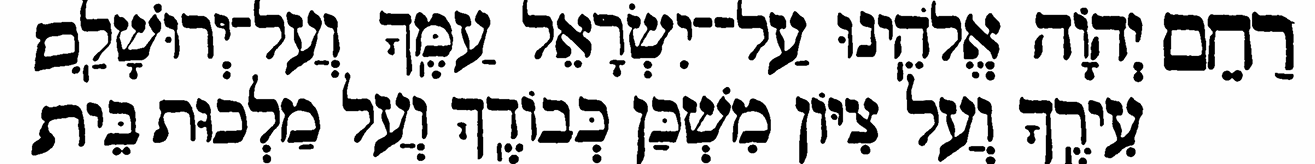 רַחֵם יְהֹוָה אֱלֹהֵֽינוּ עַל־־יִשְׂרָאֵל עַמֶּֽךָ וְעַל־יְרוּשָׁלַֽםִ
עִירֶֽךָ וְעַל צִיּוֹן מִשְׁכַּן כְּבוֹדֶֽךָ וְעַל מַלְכוּת בֵּית